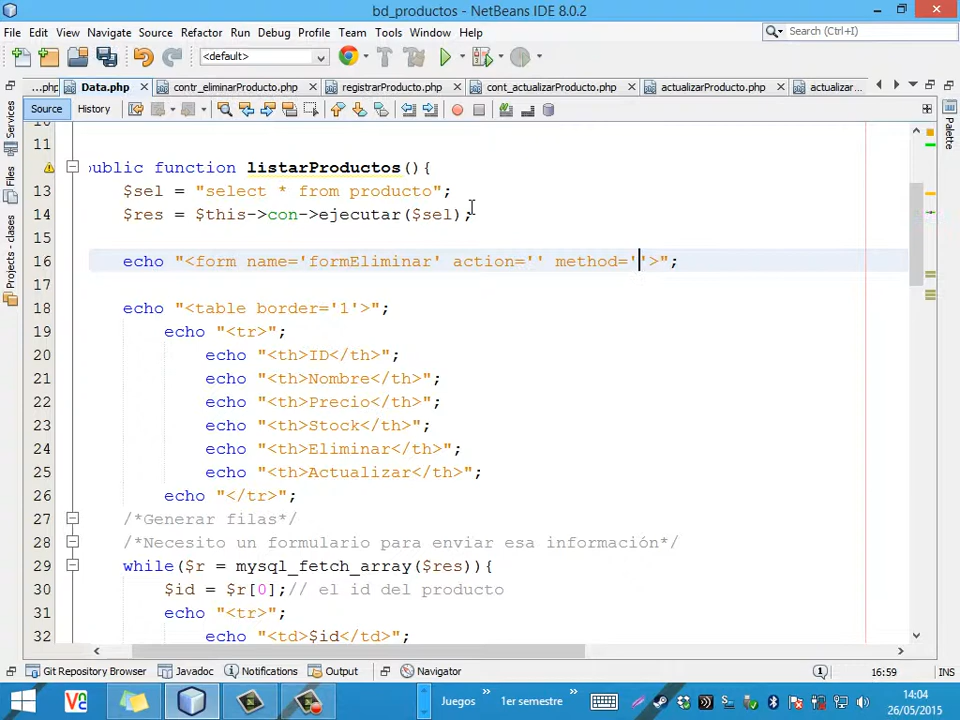 bd_productos - NetBeans IDE 8.0.2
File Edit View Navigate Source Refactor Run Debug Profile Team Tools Window Help
Search (Ctrl+I)
<default>
...php Data.php contr_eliminarProducto.php registrarProducto.php cont_actualizarProducto.php actualizarProducto.php actualizar...
Source History
Palette
Services
Files
Projects - clases
11
public function listarProductos(){
13 $sel = "select * from producto";
14 $res = $this->con->ejecutar($sel);
15
16 echo "<form name='formEliminar' action='' method=''>";
17
18 echo "<table border='1'>";
19 echo "<tr>";
20 echo "<th>ID</th>";
21 echo "<th>Nombre</th>";
22 echo "<th>Precio</th>";
23 echo "<th>Stock</th>";
24 echo "<th>Eliminar</th>";
25 echo "<th>Actualizar</th>";
26 echo "</tr>";
27 /*Generar filas*/
28 /*Necesito un formulario para enviar esa información*/
29 while($r = mysql_fetch_array($res)){
30 $id = $r[0];// el id del producto
31 echo "<tr>";
32 echo "<td>$id</td>";
Git Repository Browser Javadoc Notifications Output Navigator 1 16:59 INS
Juegos » 1er semestre » 14:04
26/05/2015